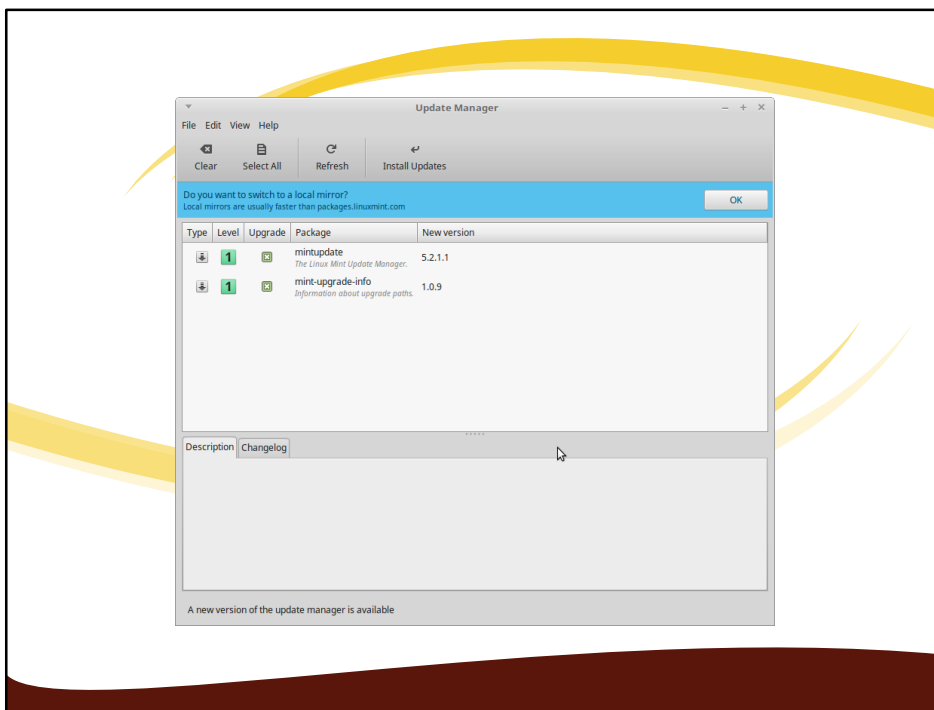 Update Manager
File Edit View Help
Clear Select All Refresh Install Updates
Do you want to switch to a local mirror?
Local mirrors are usually faster than packages.linuxmint.com
OK
Type Level Upgrade Package New version
1 mintupdate 5.2.1.1
The Linux Mint Update Manager.
1 mint-upgrade-info 1.0.9
Information about upgrade paths.
Description Changelog
A new version of the update manager is available